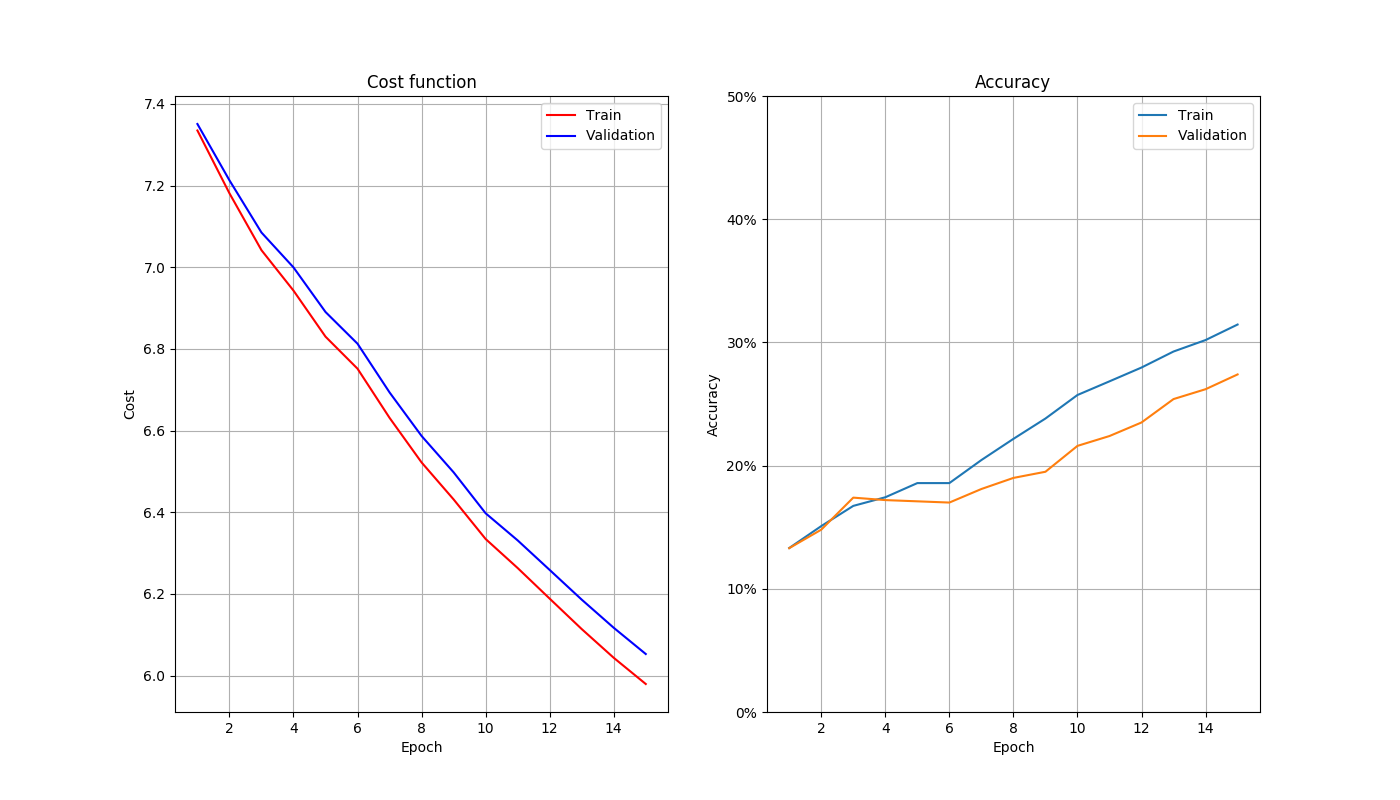 Cost function
7.4
7.2
7.0
6.8
6.6
6.4
6.2
6.0
Cost
2 4 6 8 10 12 14
Epoch
Train
Validation
Accuracy
50%
40%
30%
20%
10%
0%
Accuracy
2 4 6 8 10 12 14
Epoch
Train
Validation